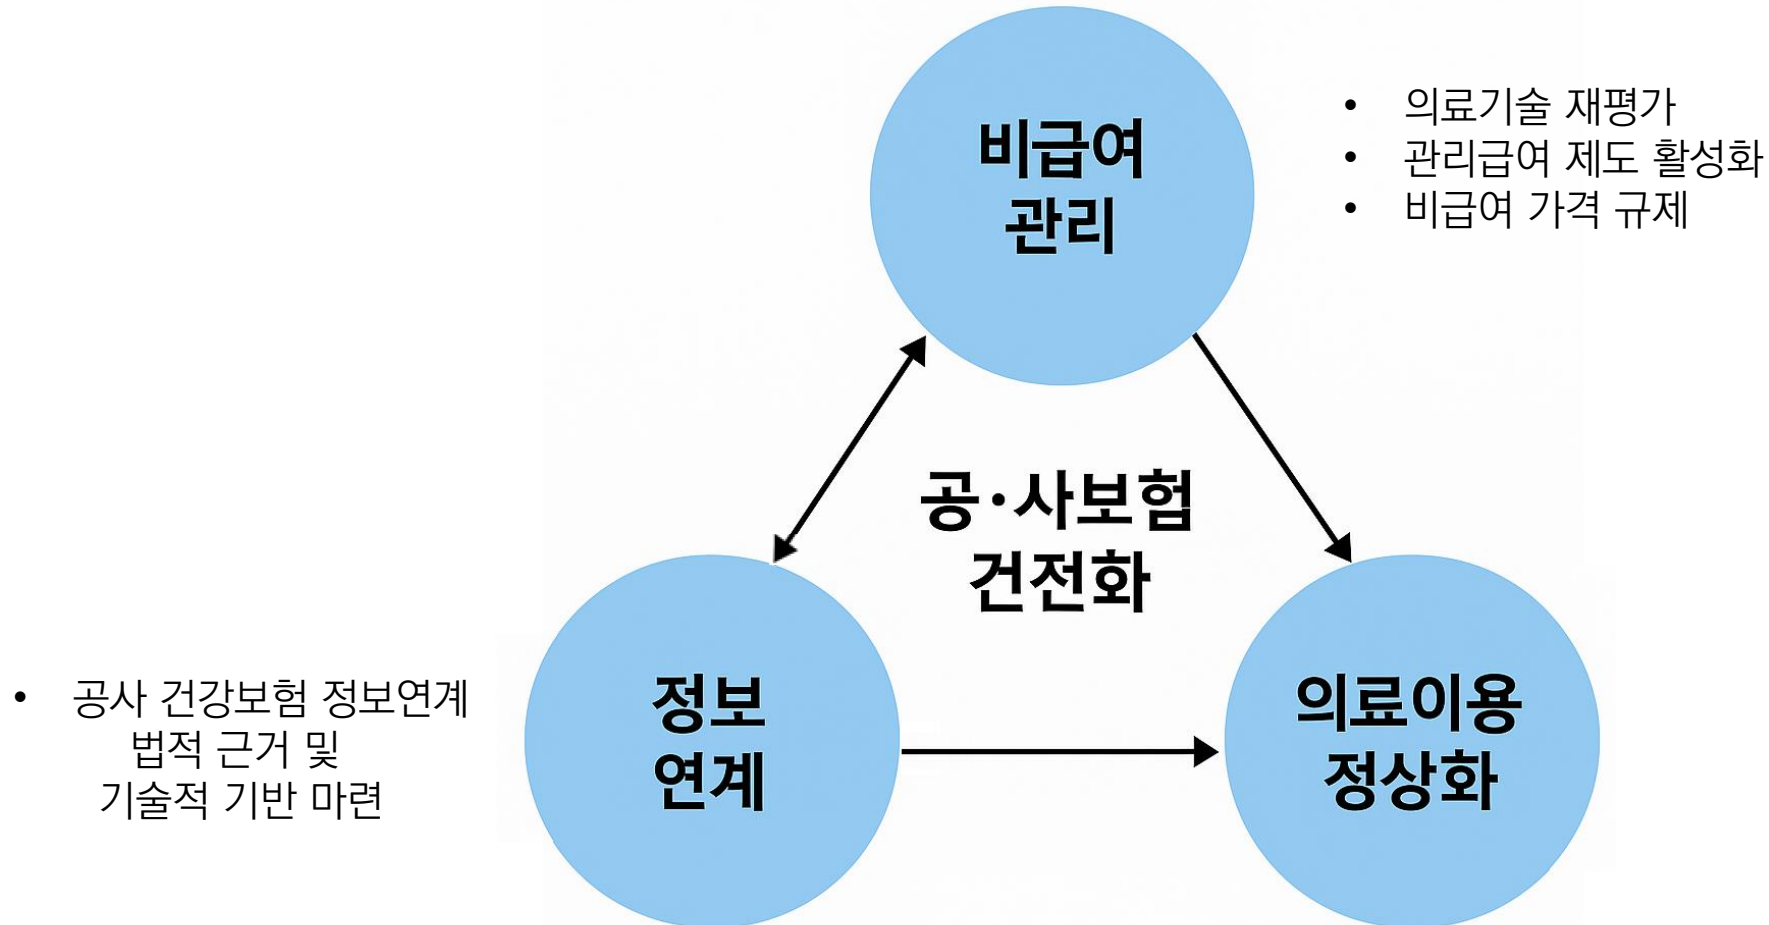 비급여
관리
• 의료기술 재평가
• 관리급여 제도 활성화
• 비급여 가격 규제
공·사보험
건전화
• 공사 건강보험 정보연계
법적 근거 및
기술적 기반 마련
정보
연계
의료이용
정상화